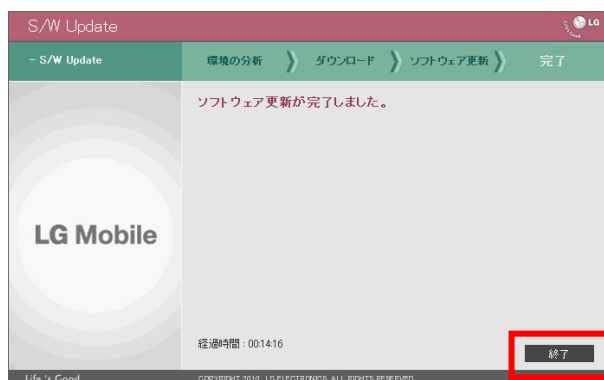 S/W Update
LG
- S/W Update
環境の分析 》 ダウンロード 》 ソフトウェア更新 》 完了
ソフトウェア更新が完了しました。
LG Mobile
経過時間 : 00:14:16
終了
Life's Good
COPYRIGHT 2010. LG ELECTRONICS. ALL RIGHTS RESERVED